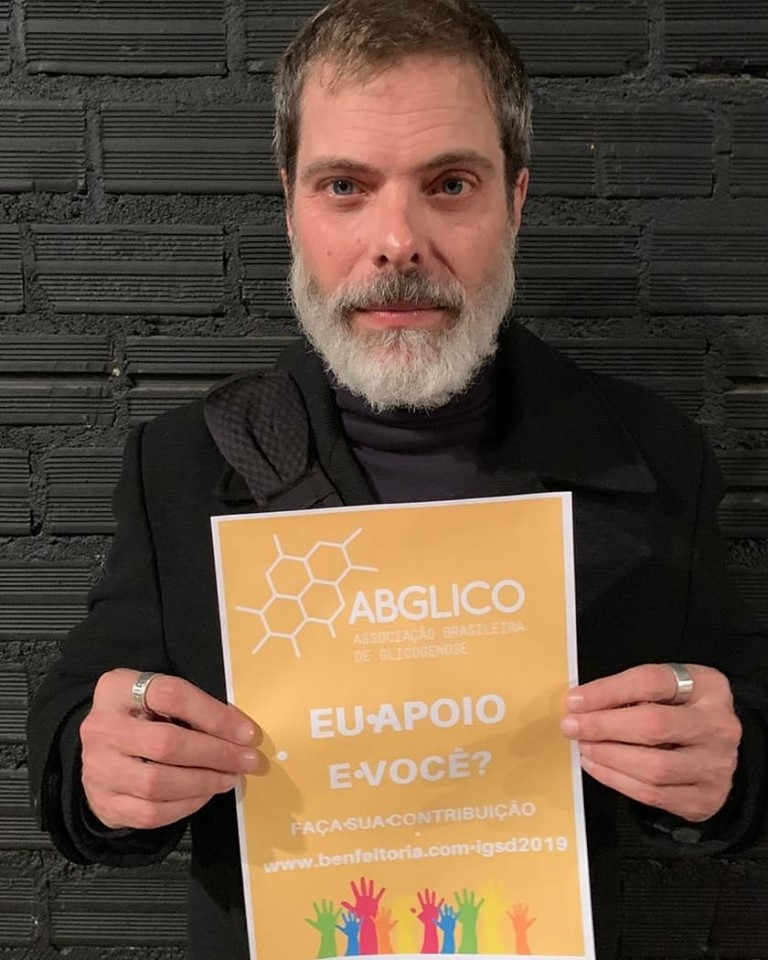 ABGLICO
ASSOCIAÇÃO BRASILEIRA
DE GLICOGENOSE
EU•APOIO
E•VOCÊ?
FAÇA•SUA•CONTRIBUIÇÃO
www.benfeitoria.com•igsd2019